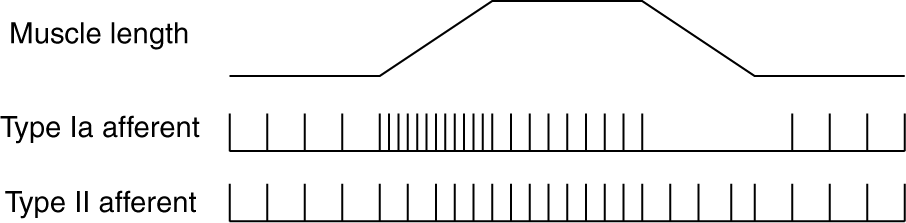 Muscle length
Type Ia afferent
Type II afferent